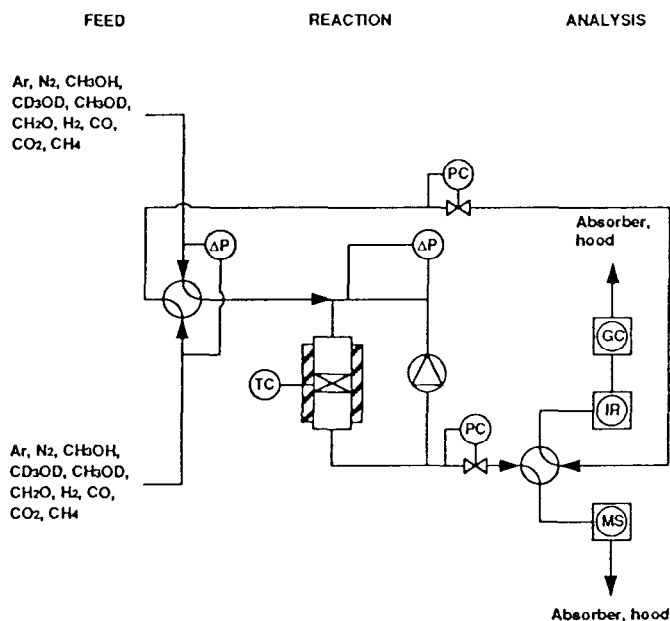 FEED REACTION ANALYSIS
Ar, N2, CH3OH,
CD3OD, CH3OD,
CH2O, H2, CO,
CO2, CH4
PC
Absorber,
hood
ΔP
ΔP
GC
TC
IR
PC
Ar, N2, CH3OH,
CD3OD, CH3OD,
CH2O, H2, CO,
CO2, CH4
MS
Absorber, hood